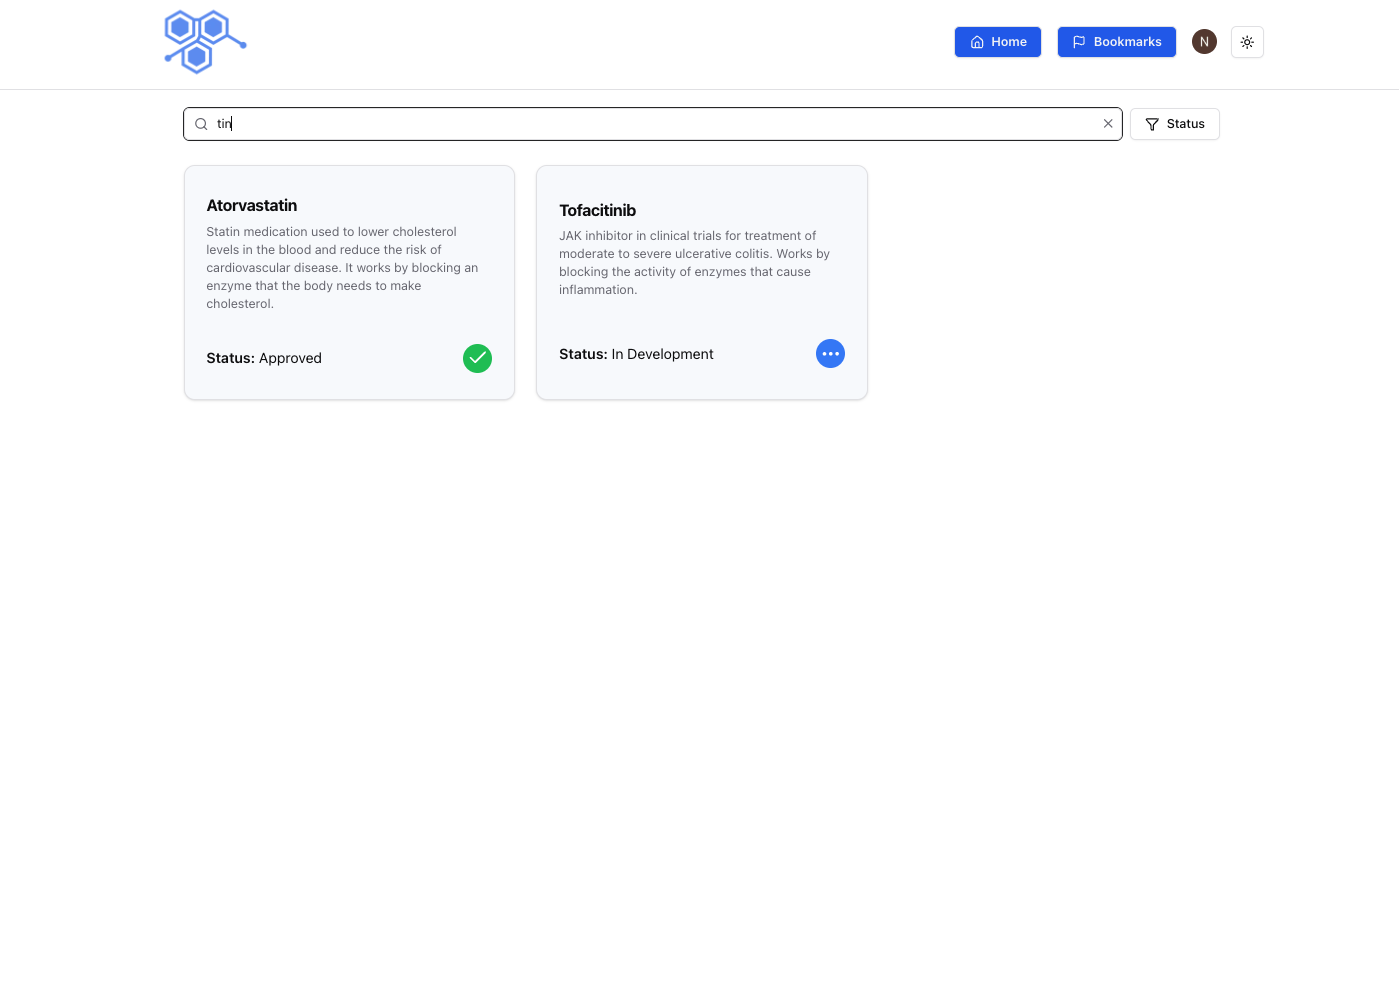 Home
Bookmarks
N
tin
Status
Atorvastatin
Statin medication used to lower cholesterol
levels in the blood and reduce the risk of
cardiovascular disease. It works by blocking an
enzyme that the body needs to make
cholesterol.
Status: Approved
Tofacitinib
JAK inhibitor in clinical trials for treatment of
moderate to severe ulcerative colitis. Works by
blocking the activity of enzymes that cause
inflammation.
Status: In Development